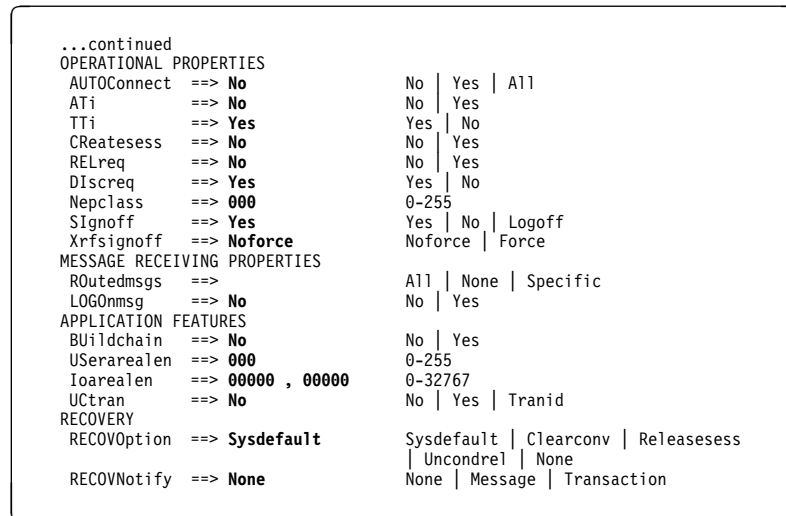 ...continued
OPERATIONAL PROPERTIES
AUTOConnect ==> No No | Yes | All
ATi ==> No No | Yes
TTi ==> Yes Yes | No
CReatesess ==> No No | Yes
RELreq ==> No No | Yes
DIscreq ==> Yes Yes | No
Nepclass ==> 000 0-255
SIgnoff ==> Yes Yes | No | Logoff
Xrfsignoff ==> Noforce Noforce | Force
MESSAGE RECEIVING PROPERTIES
ROutedmsgs ==> All | None | Specific
LOGOnmsg ==> No No | Yes
APPLICATION FEATURES
BUildchain ==> No No | Yes
USerarealen ==> 000 0-255
Ioarealen ==> 00000 , 00000 0-32767
UCtran ==> No No | Yes | Tranid
RECOVERY
RECOVOption ==> Sysdefault Sysdefault | Clearconv | Releasesess
| Uncondrel | None
RECOVNotify ==> None None | Message | Transaction